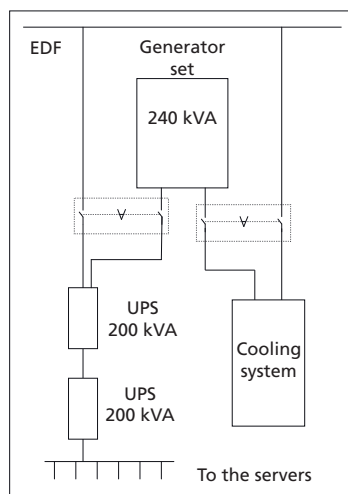 EDF
Generator
set
240 kVA
UPS
200 kVA
Cooling
system
UPS
200 kVA
To the servers